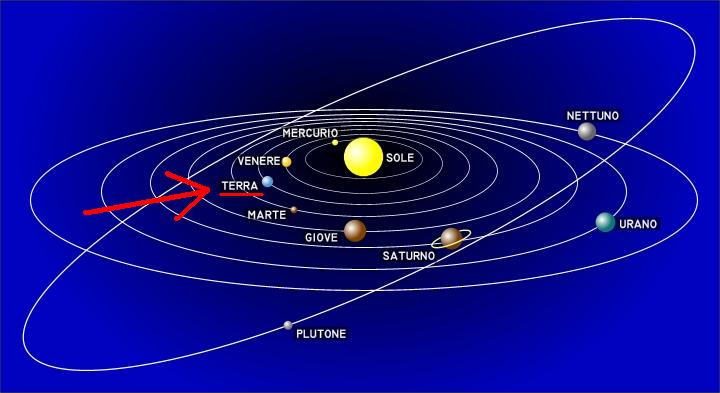 NETTUNO
MERCURIO
VENERE
SOLE
TERRA
MARTE
URANO
GIOVE
SATURNO
PLUTONE